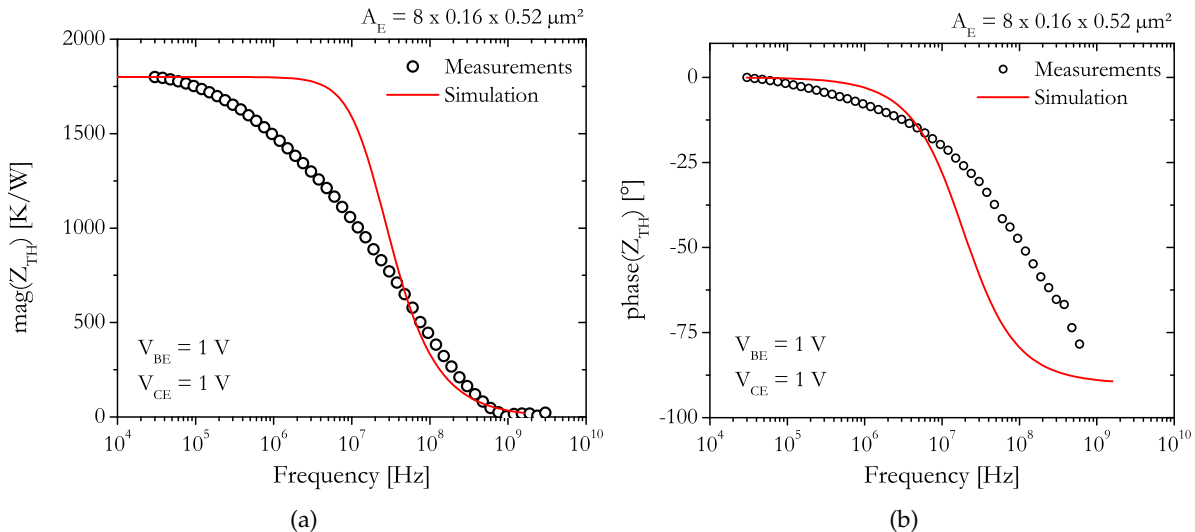 A_E = 8 x 0.16 x 0.52 μm²
2000
1500
1000
500
0
mag(Z_TH) [K/W]
Measurements
Simulation
V_BE = 1 V
V_CE = 1 V
10^4 10^5 10^6 10^7 10^8 10^9 10^10
Frequency [Hz]
(a)
A_E = 8 x 0.16 x 0.52 μm²
0
-25
-50
-75
-100
phase(Z_TH) [°]
Measurements
Simulation
V_BE = 1 V
V_CE = 1 V
10^4 10^5 10^6 10^7 10^8 10^9 10^10
Frequency [Hz]
(b)